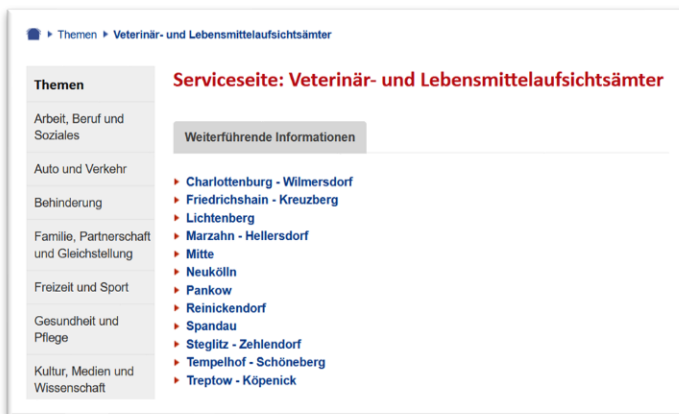 Themen Veterinär- und Lebensmittelaufsichtsämter
Themen
Arbeit, Beruf und
Soziales
Auto und Verkehr
Behinderung
Familie, Partnerschaft
und Gleichstellung
Freizeit und Sport
Gesundheit und
Pflege
Kultur, Medien und
Wissenschaft
Serviceseite: Veterinär- und Lebensmittelaufsichtsämter
Weiterführende Informationen
Charlottenburg - Wilmersdorf
Friedrichshain - Kreuzberg
Lichtenberg
Marzahn - Hellersdorf
Mitte
Neukölln
Pankow
Reinickendorf
Spandau
Steglitz - Zehlendorf
Tempelhof - Schöneberg
Treptow - Köpenick